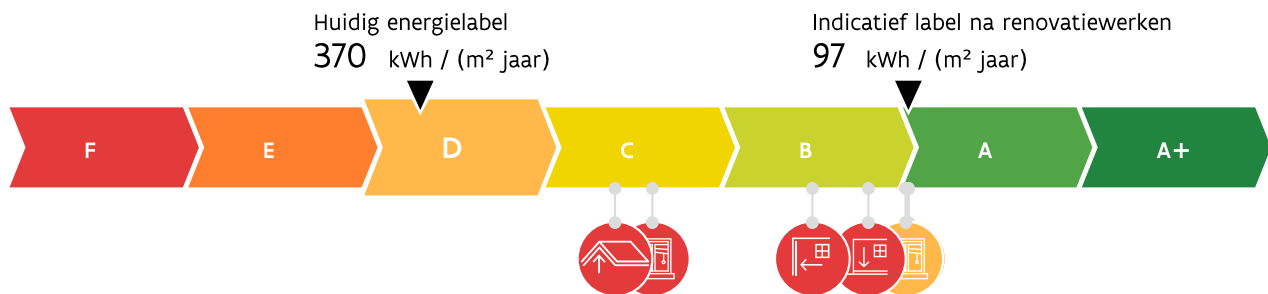 Huidig energielabel
370 kWh / (m² jaar)
Indicatief label na renovatiewerken
97 kWh / (m² jaar)
F E D C B A A+